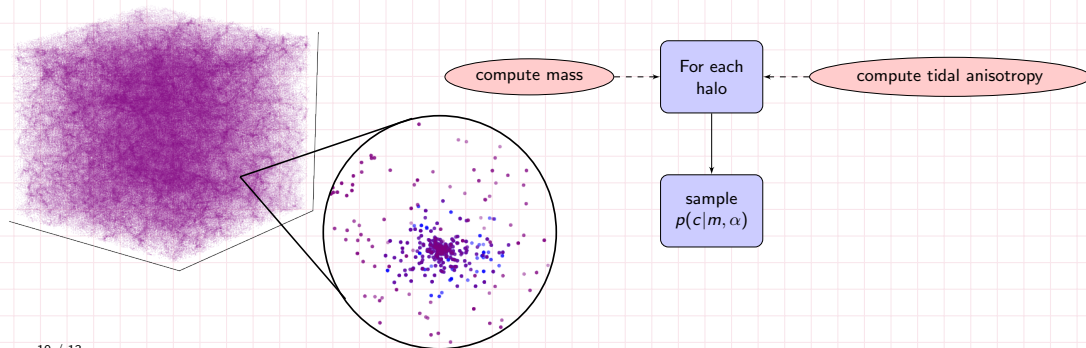 compute mass
For each
halo
compute tidal anisotropy
sample
p(c|m, α)